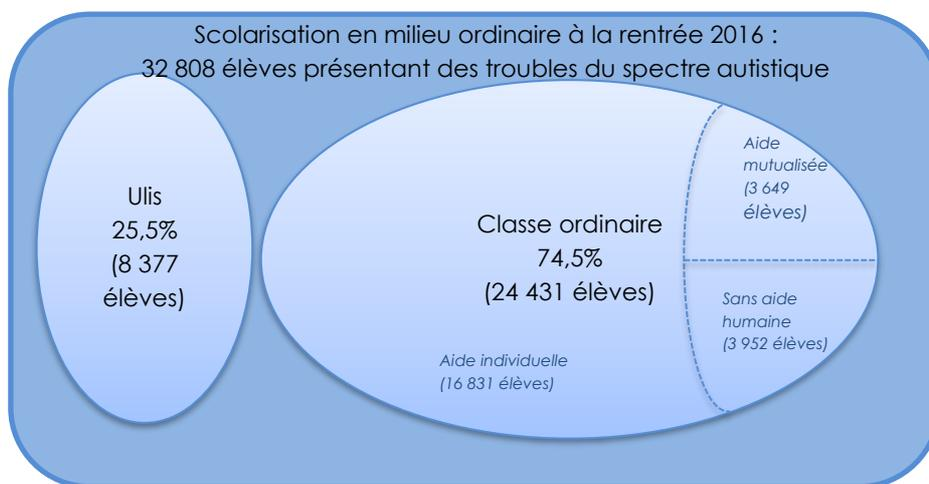 Scolarisation en milieu ordinaire à la rentrée 2016 :
32 808 élèves présentant des troubles du spectre autistique
Ulis
25,5%
(8 377
élèves)
Classe ordinaire
74,5%
(24 431 élèves)
Aide individuelle
(16 831 élèves)
Aide
mutualisée
(3 649
élèves)
Sans aide
humaine
(3 952 élèves)